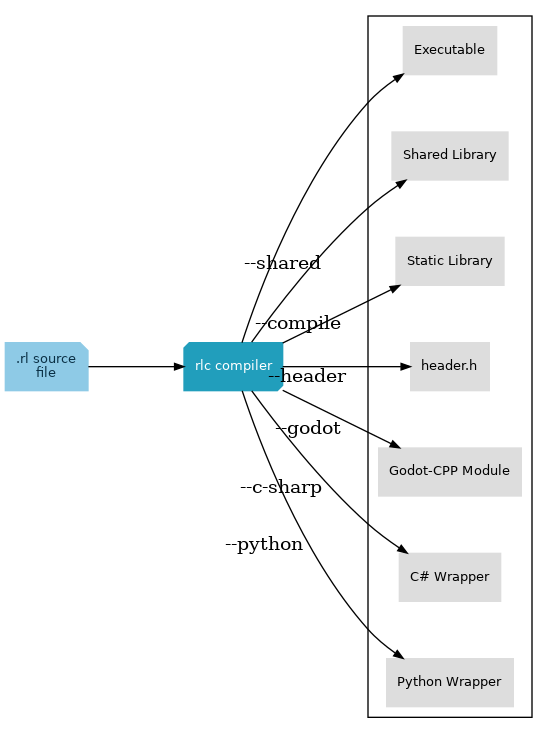 Executable
Shared Library
--shared
Static Library
--compile
.rl source
file
rlc compiler
header.h
--header
--godot
Godot-CPP Module
--c-sharp
--python
C# Wrapper
Python Wrapper